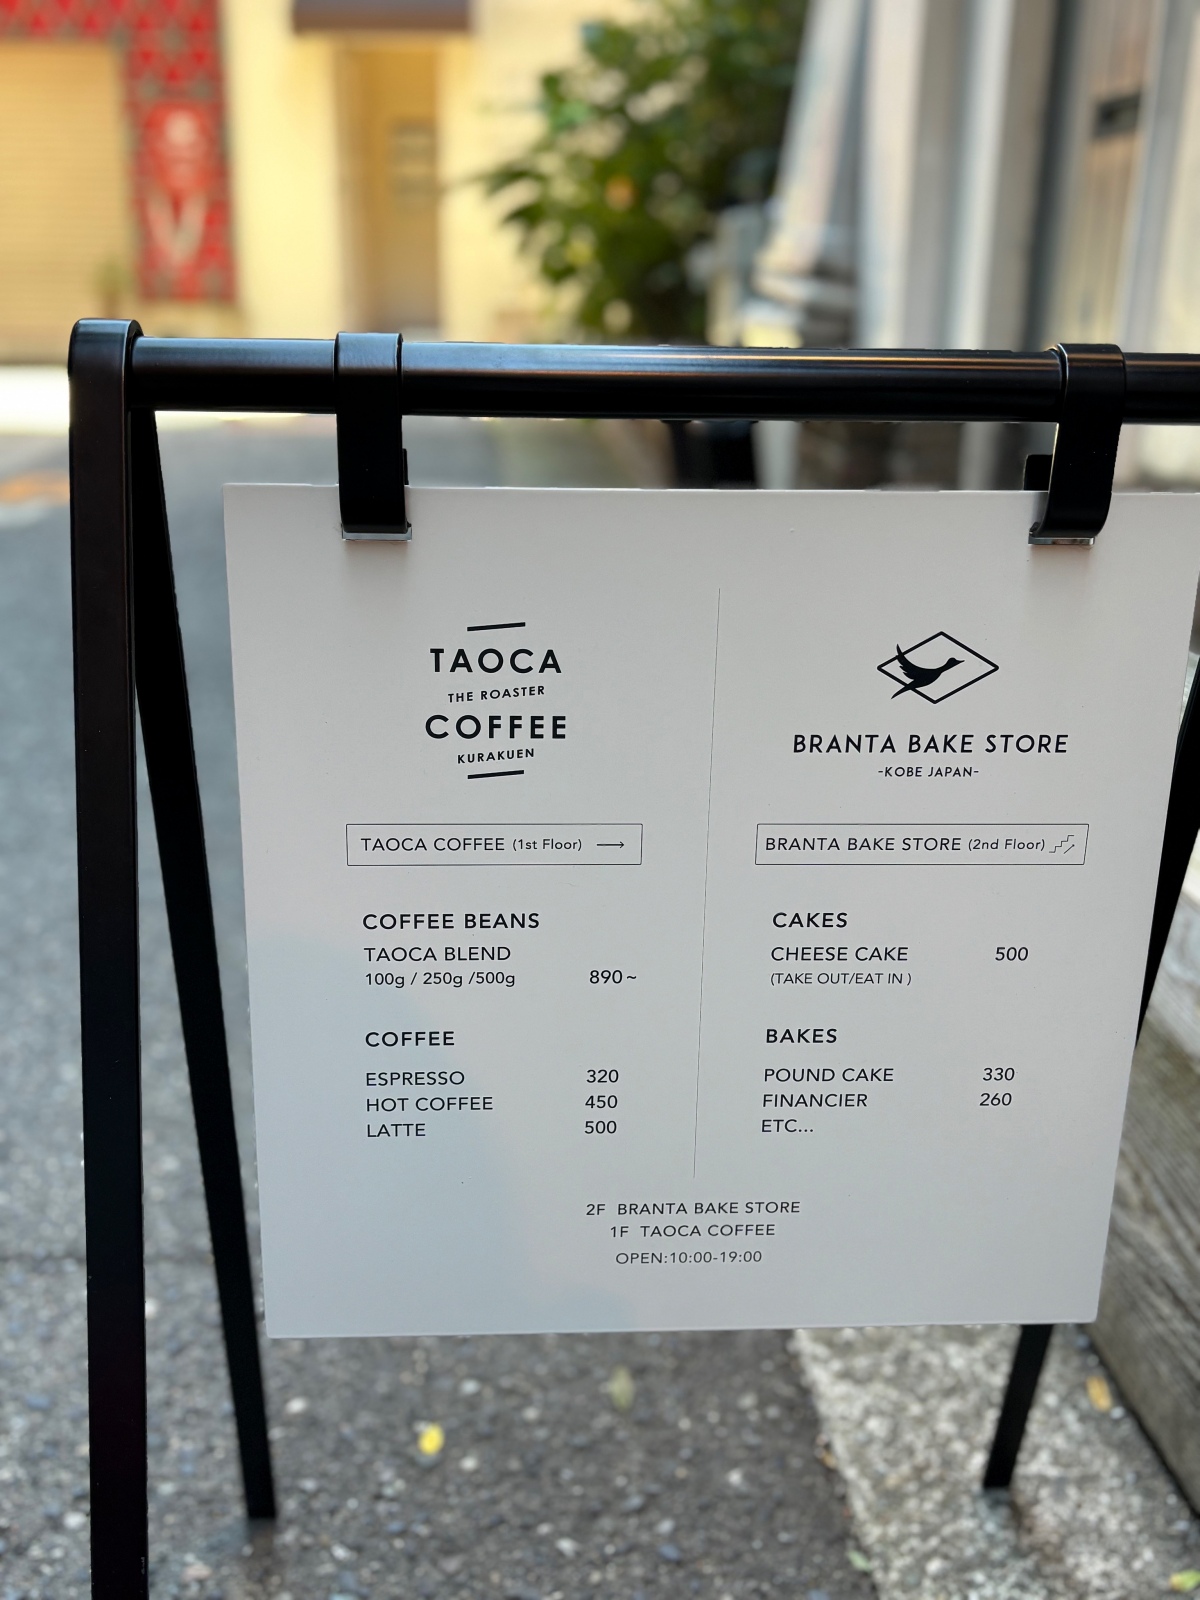 TAOCA
THE ROASTER
COFFEE
KURAKUEN
TAOCA COFFEE (1st Floor) →
COFFEE BEANS
TAOCA BLEND
100g / 250g /500g 890~
COFFEE
ESPRESSO 320
HOT COFFEE 450
LATTE 500
BRANTA BAKE STORE
-KOBE JAPAN-
BRANTA BAKE STORE (2nd Floor)
CAKES
CHEESE CAKE 500
(TAKE OUT/EAT IN )
BAKES
POUND CAKE 330
FINANCIER 260
ETC...
2F BRANTA BAKE STORE
1F TAOCA COFFEE
OPEN:10:00-19:00